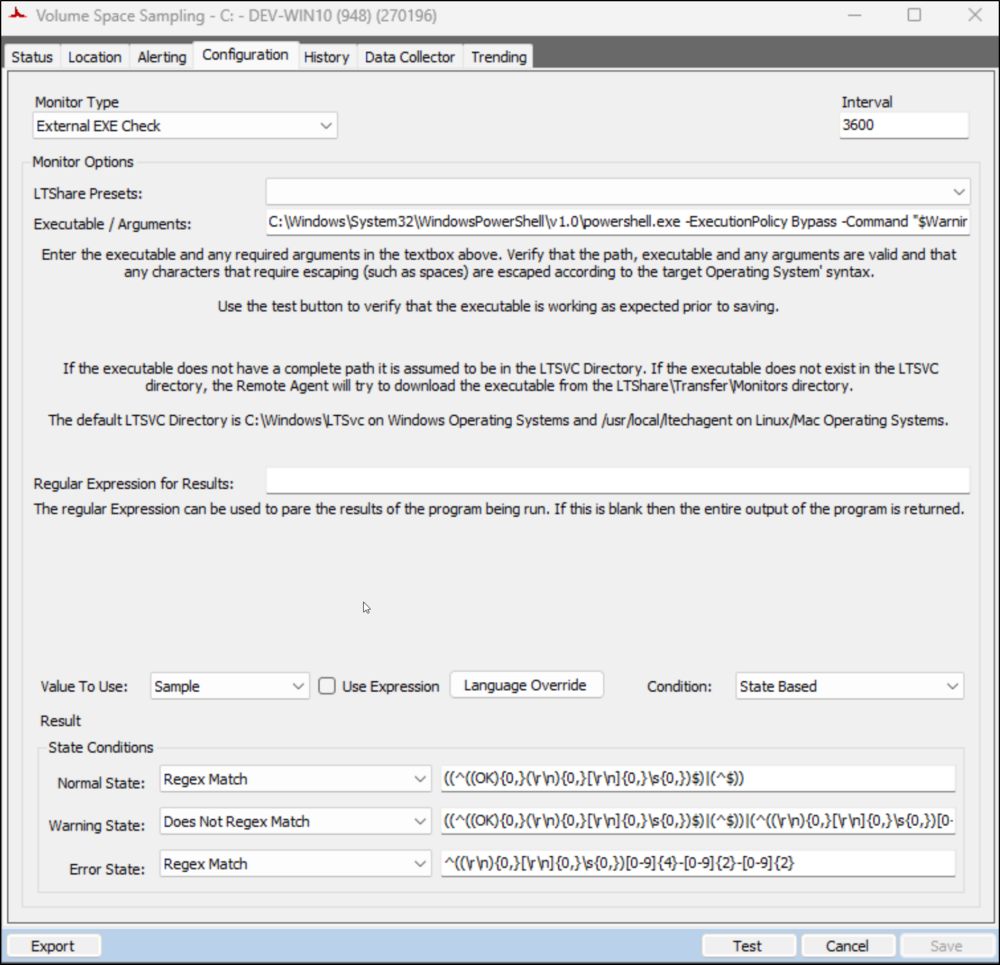 Volume Space Sampling - C: - DEV-WIN10 (948) (270196)
Status Location Alerting Configuration History Data Collector Trending
Monitor Type Interval
External EXE Check 3600
Monitor Options
LTShare Presets:
Executable / Arguments: C:\Windows\System32\WindowsPowerShell\v1.0\powershell.exe -ExecutionPolicy Bypass -Command "$Warnin
Enter the executable and any required arguments in the textbox above. Verify that the path, executable and any arguments are valid and that
any characters that require escaping (such as spaces) are escaped according to the target Operating System' syntax.
Use the test button to verify that the executable is working as expected prior to saving.
If the executable does not have a complete path it is assumed to be in the LTSVC Directory. If the executable does not exist in the LTSVC
directory, the Remote Agent will try to download the executable from the LTShare\Transfer\Monitors directory.
The default LTSVC Directory is C:\Windows\LTSvc on Windows Operating Systems and /usr/local/ltechagent on Linux/Mac Operating Systems.
Regular Expression for Results:
The regular Expression can be used to pare the results of the program being run. If this is blank then the entire output of the program is returned.
Value To Use: Sample Use Expression Language Override Condition: State Based
Result
State Conditions
Normal State: Regex Match ((^((OK){0,}(\r\n){0,}[\r\n]{0,}\s{0,})$)|(^$))
Warning State: Does Not Regex Match ((^((OK){0,}(\r\n){0,}[\r\n]{0,}\s{0,})$)|(^$))|(^((\r\n){0,}[\r\n]{0,}\s{0,})[0-
Error State: Regex Match ^((\r\n){0,}[\r\n]{0,}\s{0,})[0-9]{4}-[0-9]{2}-[0-9]{2}
Export Test Cancel Save